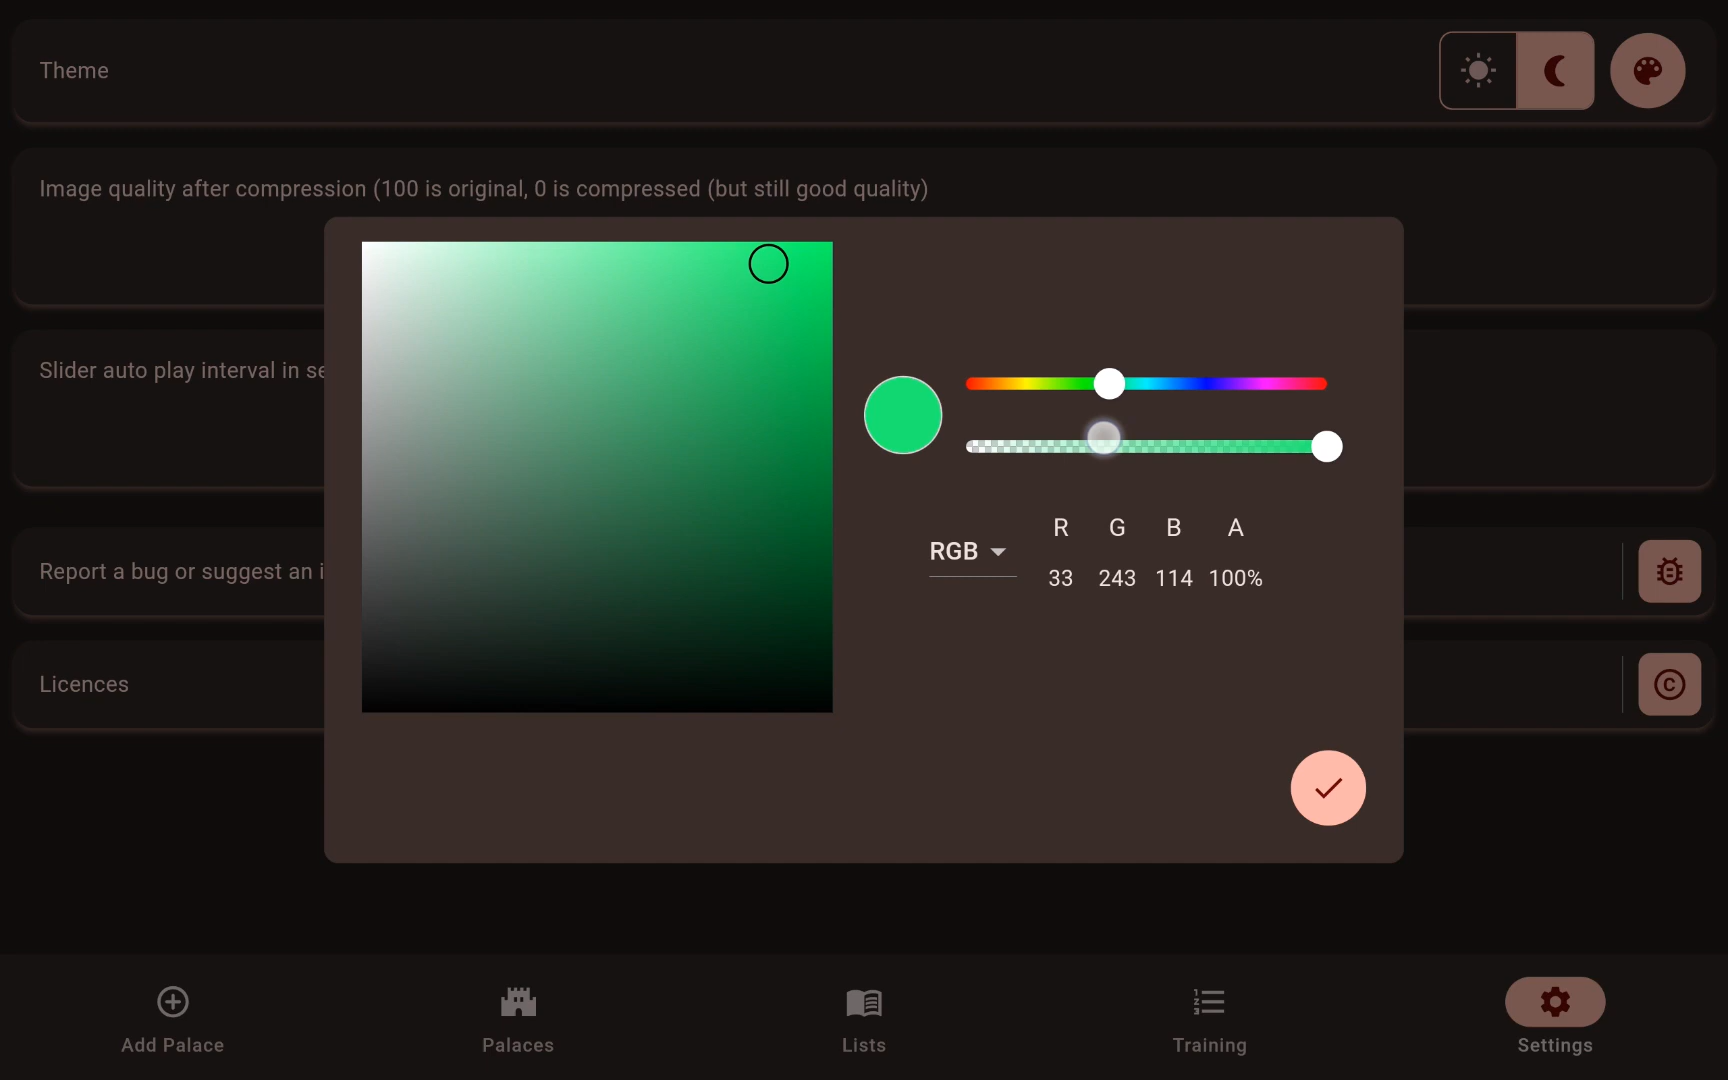 Theme
Image quality after compression (100 is original, 0 is compressed (but still good quality)
Slider auto play interval in se
RGB
R G B A
33 243 114 100%
Report a bug or suggest an i
Licences
Add Palace
Palaces
Lists
Training
Settings